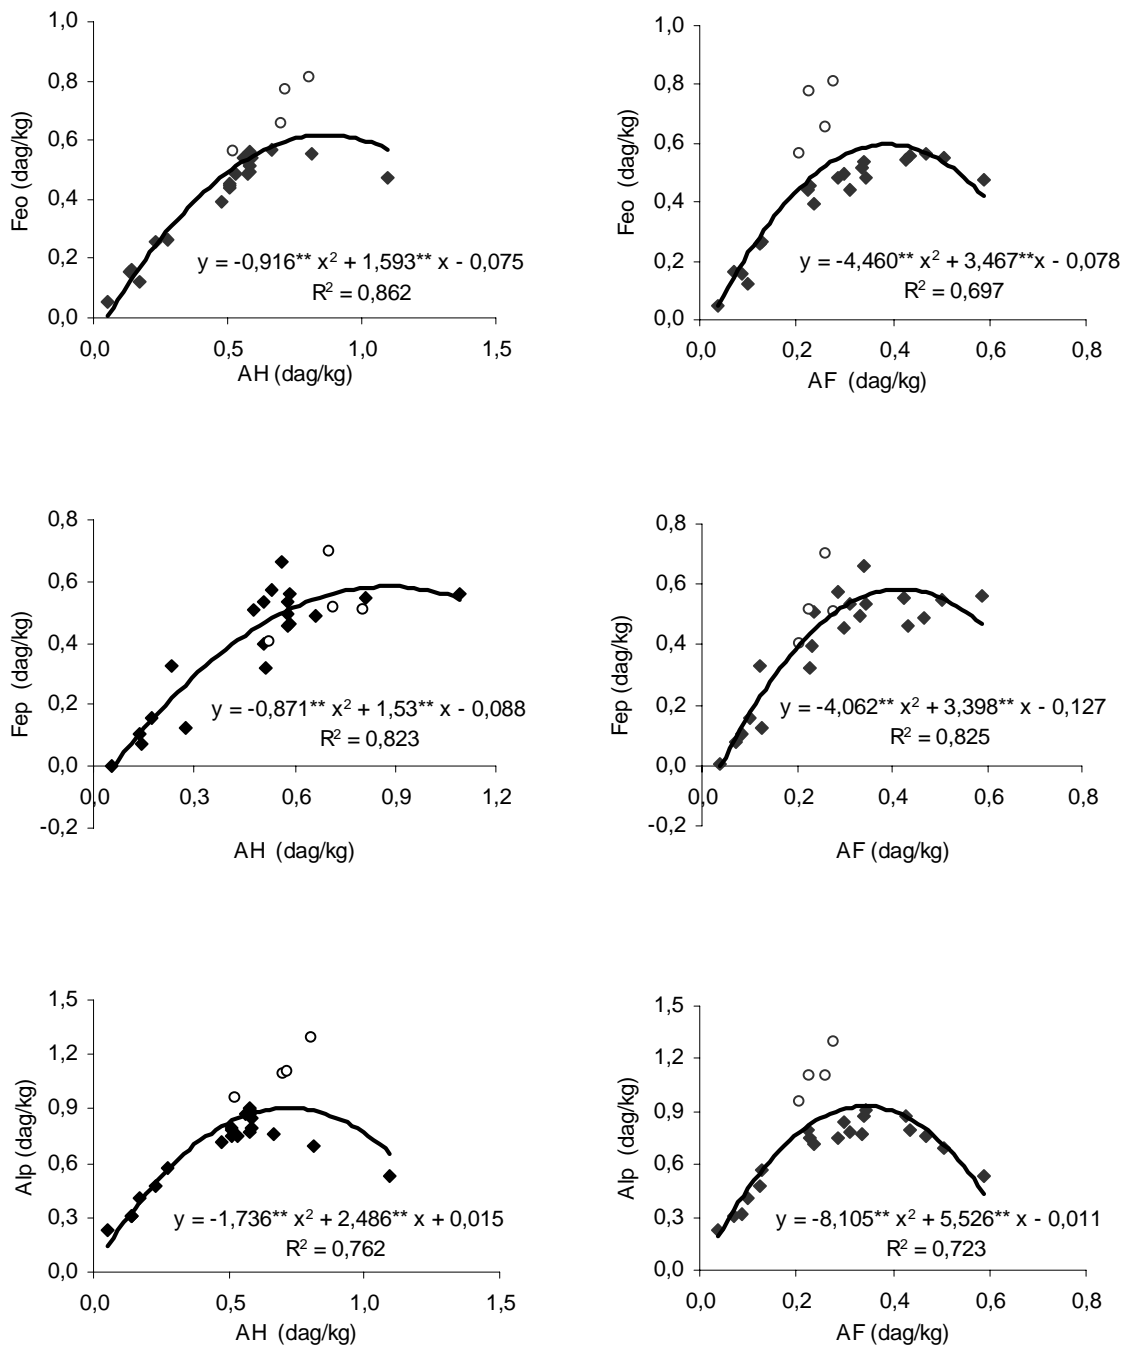 1,0
0,8
0,6
0,4
0,2
0,0
Feo (dag/kg)
y = -0,916** x² + 1,593** x - 0,075
R² = 0,862
0,0 0,5 1,0 1,5
AH (dag/kg)
1,0
0,8
0,6
0,4
0,2
0,0
Feo (dag/kg)
y = -4,460** x² + 3,467**x - 0,078
R² = 0,697
0,0 0,2 0,4 0,6 0,8
AF (dag/kg)
0,8
0,6
0,4
0,2
0,0
-0,2
Fep (dag/kg)
y = -0,871** x² + 1,53** x - 0,088
R² = 0,823
0,0 0,3 0,6 0,9 1,2
AH (dag/kg)
0,8
0,6
0,4
0,2
0,0
-0,2
Fep (dag/kg)
y = -4,062** x² + 3,398** x - 0,127
R² = 0,825
0,0 0,2 0,4 0,6 0,8
AF (dag/kg)
1,5
1,2
0,9
0,6
0,3
0,0
Alp (dag/kg)
y = -1,736** x² + 2,486** x + 0,015
R² = 0,762
0,0 0,5 1,0 1,5
AH (dag/kg)
1,5
1,2
0,9
0,6
0,3
0,0
Alp (dag/kg)
y = -8,105** x² + 5,526** x - 0,011
R² = 0,723
0,0 0,2 0,4 0,6 0,8
AF (dag/kg)